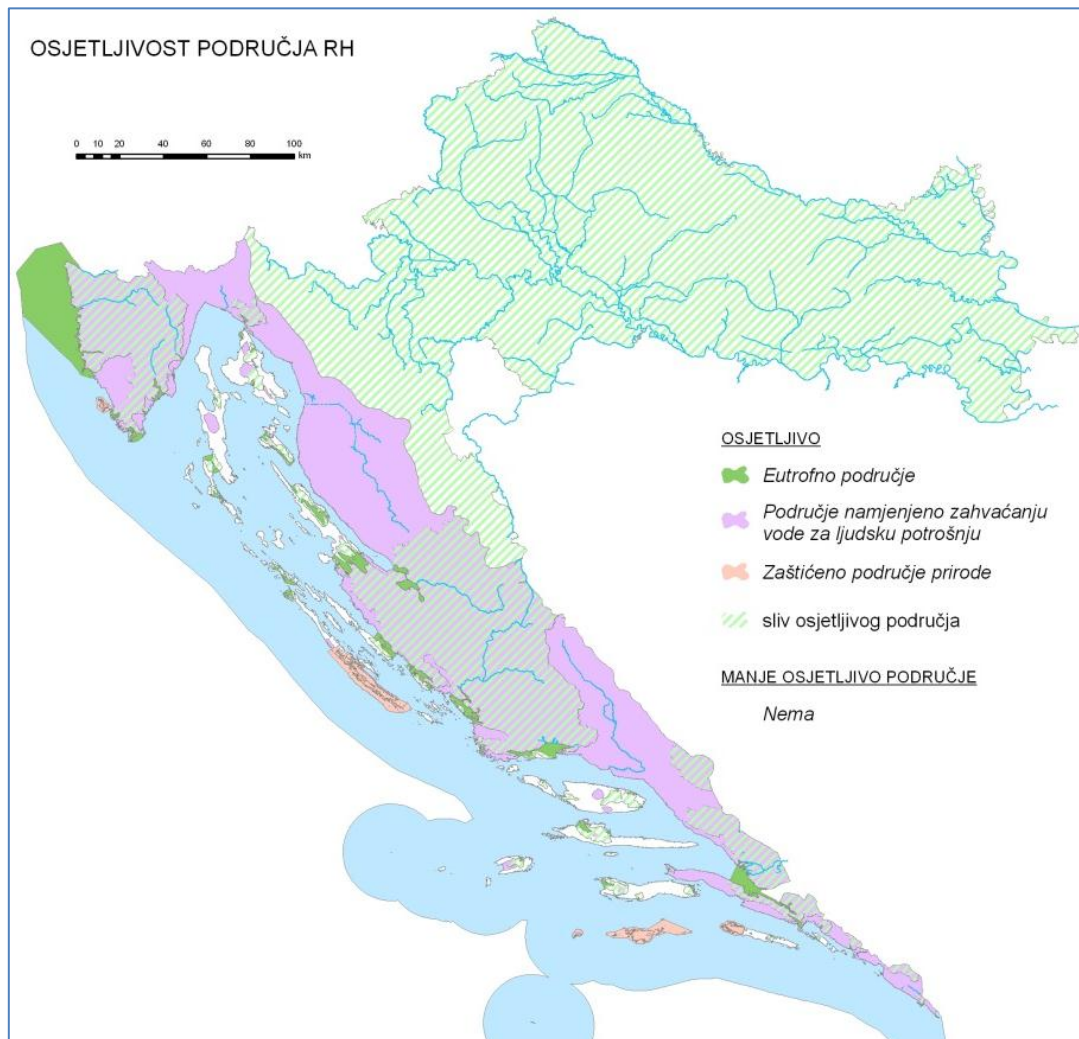 OSJETLJIVOST PODRUČJA RH
0 10 20 40 60 80 100
km
OSJETLJIVO
Eutrofno područje
Područje namjenjeno zahvaćanju
vode za ljudsku potrošnju
Zaštićeno područje prirode
sliv osjetljivog područja
MANJE OSJETLJIVO PODRUČJE
Nema